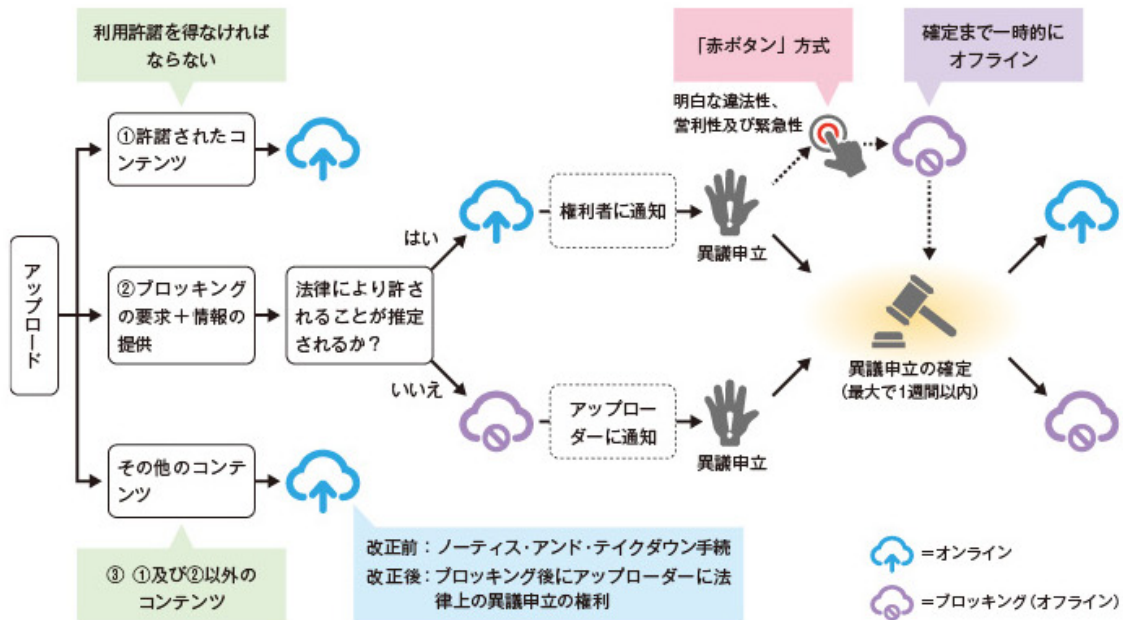 利用許諾を得なければ
ならない
「赤ボタン」方式
確定まで一時的に
オフライン
明白な違法性、
営利性及び緊急性
①許諾されたコ
ンテンツ
権利者に通知
はい
異議申立
アップロード
②ブロッキング
の要求＋情報の
提供
法律により許さ
れることが推定
されるか？
異議申立の確定
（最大で1週間以内）
いいえ
アップロー
ダーに通知
異議申立
その他のコンテ
ンツ
改正前：ノーティス・アンド・テイクダウン手続
改正後：ブロッキング後にアップローダーに法
律上の異議申立の権利
③ ①及び②以外の
コンテンツ
＝オンライン
＝ブロッキング（オフライン）